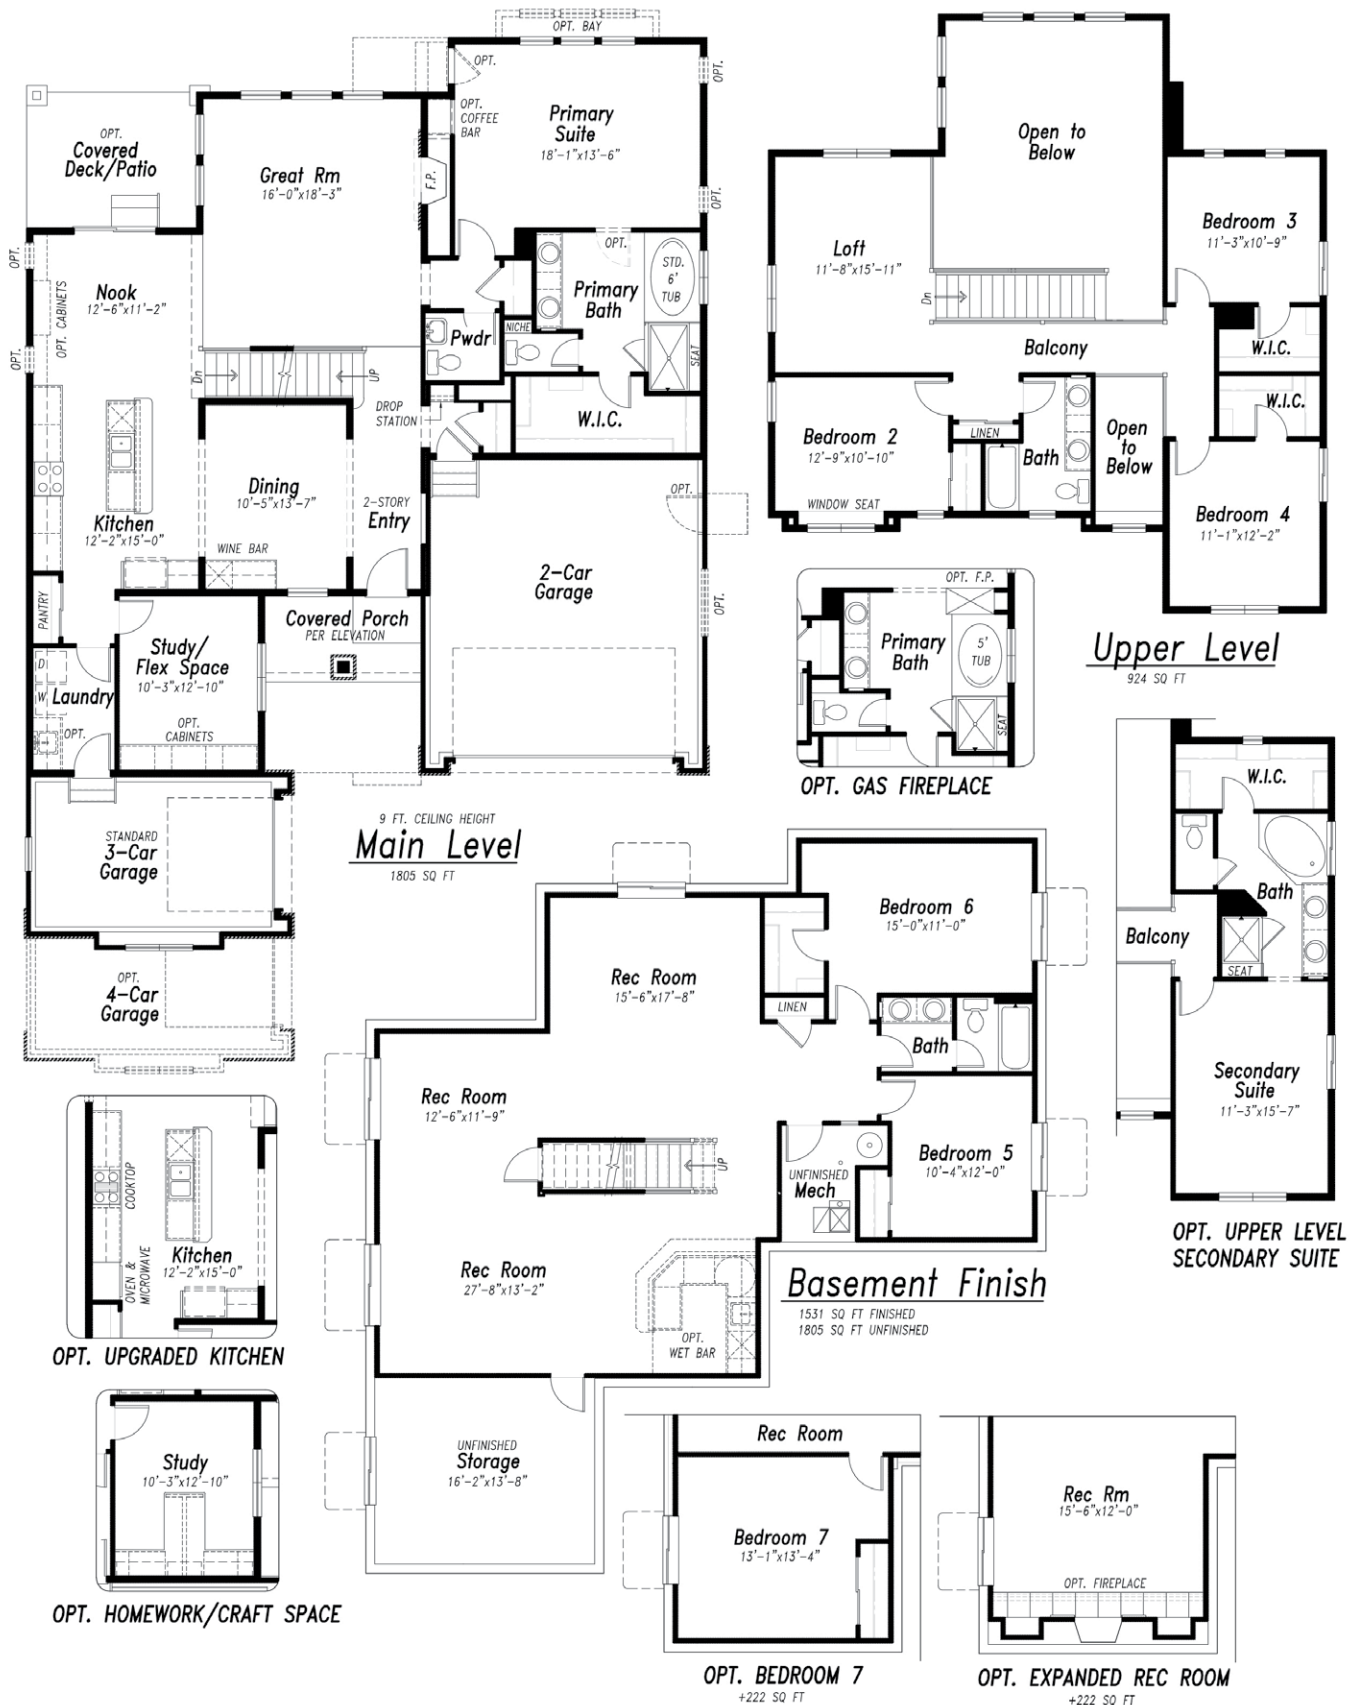 OPT. BAY
OPT.
OPT.
COFFEE
BAR
Primary
Suite
18'-1"x13'-6"
OPT.
OPT.
OPT.
Covered
Deck/Patio
Great Rm
16'-0"x18'-3"
F.P.
OPT.
Nook
12'-6"x11'-2"
OPT. CABINETS
OPT.
OPT.
STD.
6'
TUB
Primary
Bath
NICHE
Pwdr
SEAT
Dn
UP
DROP
STATION
W.I.C.
Dining
10'-5"x13'-7"
2-STORY
Entry
OPT.
Kitchen
12'-2"x15'-0"
WINE BAR
PANTRY
2-Car
Garage
OPT.
Covered Porch
PER ELEVATION
Study/
Flex Space
10'-3"x12'-10"
OPT.
CABINETS
D
W
Laundry
OPT.
STANDARD
3-Car
Garage
OPT.
4-Car
Garage
9 FT. CEILING HEIGHT
Main Level
1805 SQ FT
Open to
Below
Loft
11'-8"x15'-11"
Bedroom 3
11'-3"x10'-9"
Dn
Balcony
W.I.C.
W.I.C.
Bedroom 2
12'-9"x10'-10"
LINEN
Bath
Open
to
Below
WINDOW SEAT
Bedroom 4
11'-1"x12'-2"
Upper Level
924 SQ FT
OPT. F.P.
Primary
Bath
5'
TUB
SEAT
OPT. GAS FIREPLACE
W.I.C.
Bath
Balcony
SEAT
Secondary
Suite
11'-3"x15'-7"
OPT. UPPER LEVEL
SECONDARY SUITE
Bedroom 6
15'-0"x11'-0"
Rec Room
15'-6"x17'-8"
LINEN
Bath
Rec Room
12'-6"x11'-9"
UP
UNFINISHED
Mech
Bedroom 5
10'-4"x12'-0"
Rec Room
27'-8"x13'-2"
OPT.
WET BAR
Basement Finish
1531 SQ FT FINISHED
1805 SQ FT UNFINISHED
UNFINISHED
Storage
16'-2"x13'-8"
COOKTOP
OVEN &
MICROWAVE
Kitchen
12'-2"x15'-0"
OPT. UPGRADED KITCHEN
Study
10'-3"x12'-10"
OPT. HOMEWORK/CRAFT SPACE
Rec Room
Bedroom 7
13'-1"x13'-4"
OPT. BEDROOM 7
+222 SQ FT
Rec Rm
15'-6"x12'-0"
OPT. FIREPLACE
OPT. EXPANDED REC ROOM
+222 SQ FT